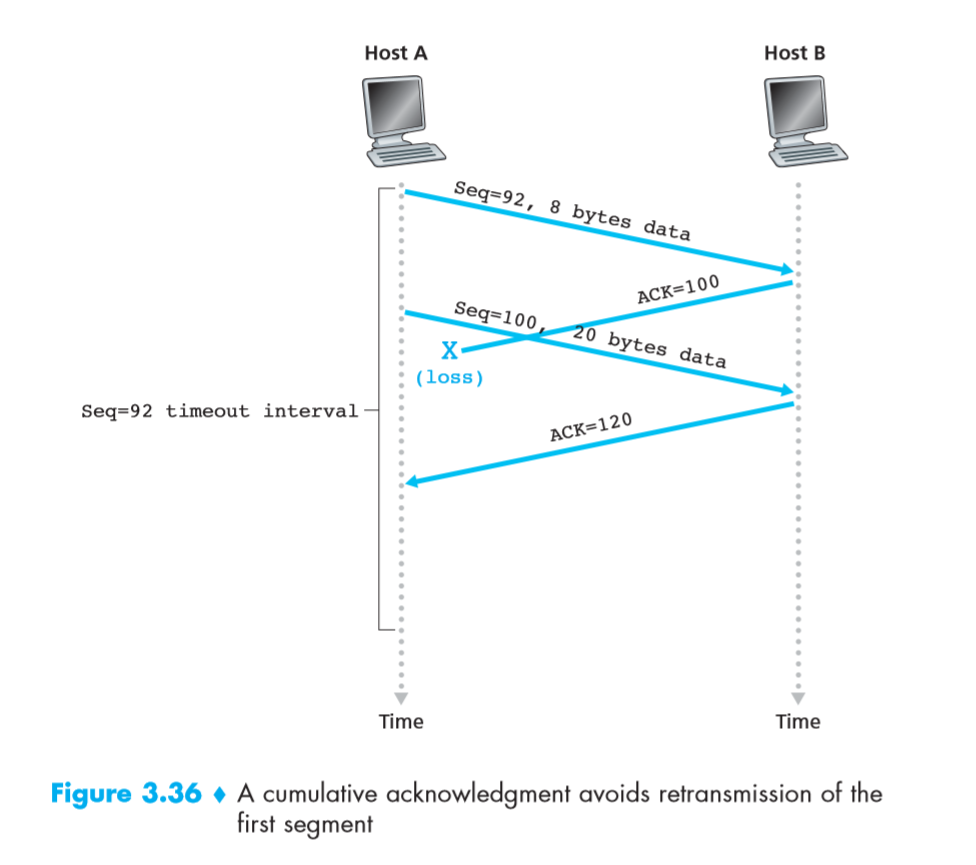 Host A
Host B
Seq=92, 8 bytes data
ACK=100
Seq=100, 20 bytes data
X
(loss)
Seq=92 timeout interval
ACK=120
Time
Time
Figure 3.36 ♦ A cumulative acknowledgment avoids retransmission of the
first segment